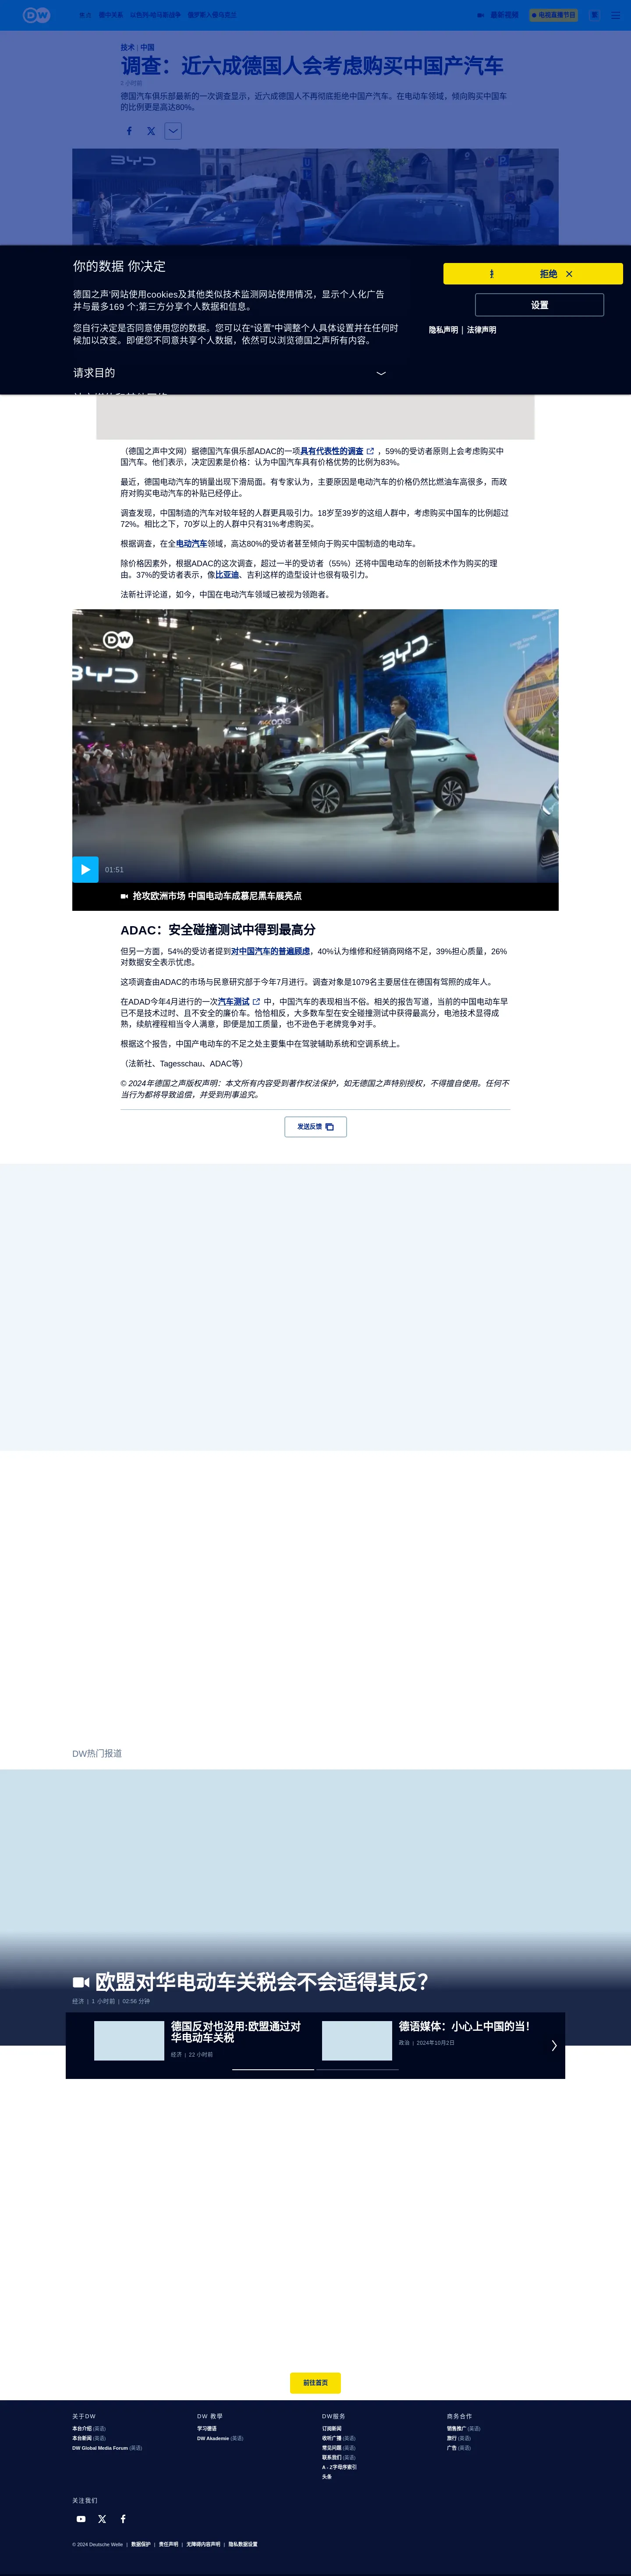 DW
焦点 德中关系 以色列-哈马斯战争 俄罗斯入侵乌克兰
最新视频
电视直播节目
繁
技术 | 中国
调查：近六成德国人会考虑购买中国产汽车
2 小时前
德国汽车俱乐部最新的一次调查显示，近六成德国人不再彻底拒绝中国产汽车。在电动车领域，倾向购买中国车
的比例更是高达80%。
BYD
你的数据 你决定
德国之声'网站使用cookies及其他类似技术监测网站使用情况，显示个人化广告
并与最多169 个;第三方分享个人数据和信息。
您自行决定是否同意使用您的数据。您可以在“设置”中调整个人具体设置并在任何时
候加以改变。即便您不同意共享个人数据，依然可以浏览德国之声所有内容。
请求目的
拒绝
设置
隐私声明 | 法律声明
（德国之声中文网）据德国汽车俱乐部ADAC的一项具有代表性的调查 ，59%的受访者原则上会考虑购买中
国汽车。他们表示，决定因素是价格：认为中国汽车具有价格优势的比例为83%。
最近，德国电动汽车的销量出现下滑局面。有专家认为，主要原因是电动汽车的价格仍然比燃油车高很多，而政
府对购买电动汽车的补贴已经停止。
调查发现，中国制造的汽车对较年轻的人群更具吸引力。18岁至39岁的这组人群中，考虑购买中国车的比例超过
72%。相比之下，70岁以上的人群中只有31%考虑购买。
根据调查，在全电动汽车领域，高达80%的受访者甚至倾向于购买中国制造的电动车。
除价格因素外，根据ADAC的这次调查，超过一半的受访者（55%）还将中国电动车的创新技术作为购买的理
由。37%的受访者表示，像比亚迪、吉利这样的造型设计也很有吸引力。
法新社评论道，如今，中国在电动汽车领域已被视为领跑者。
DW
BYD
BYD
01:51
抢攻欧洲市场 中国电动车成慕尼黑车展亮点
ADAC：安全碰撞测试中得到最高分
但另一方面，54%的受访者提到对中国汽车的普遍顾虑，40%认为维修和经销商网络不足，39%担心质量，26%
对数据安全表示忧虑。
这项调查由ADAC的市场与民意研究部于今年7月进行。调查对象是1079名主要居住在德国有驾照的成年人。
在ADAD今年4月进行的一次汽车测试 中，中国汽车的表现相当不俗。相关的报告写道，当前的中国电动车早
已不是技术过时、且不安全的廉价车。恰恰相反，大多数车型在安全碰撞测试中获得最高分，电池技术显得成
熟，续航裡程相当令人满意，即便是加工质量，也不逊色于老牌竞争对手。
根据这个报告，中国产电动车的不足之处主要集中在驾驶辅助系统和空调系统上。
（法新社、Tagesschau、ADAC等）
© 2024年德国之声版权声明：本文所有内容受到著作权法保护，如无德国之声特别授权，不得擅自使用。任何不
当行为都将导致追偿，并受到刑事追究。
发送反馈
DW热门报道
欧盟对华电动车关税会不会适得其反？
经济 | 1 小时前 | 02:56 分钟
德国反对也没用:欧盟通过对
华电动车关税
经济 | 22 小时前
德语媒体：小心上中国的当！
政治 | 2024年10月2日
前往首页
关于DW
本台介绍 (英语)
本台新闻 (英语)
DW Global Media Forum (英语)
DW 教学
学习德语
DW Akademie (英语)
DW服务
订阅新闻
收听广播 (英语)
常见问题 (英语)
联系我们 (英语)
A - Z字母序索引
头条
商务合作
销售推广 (英语)
旅行 (英语)
广告 (英语)
关注我们
© 2024 Deutsche Welle | 数据保护 | 责任声明 | 无障碍内容声明 | 隐私数据设置